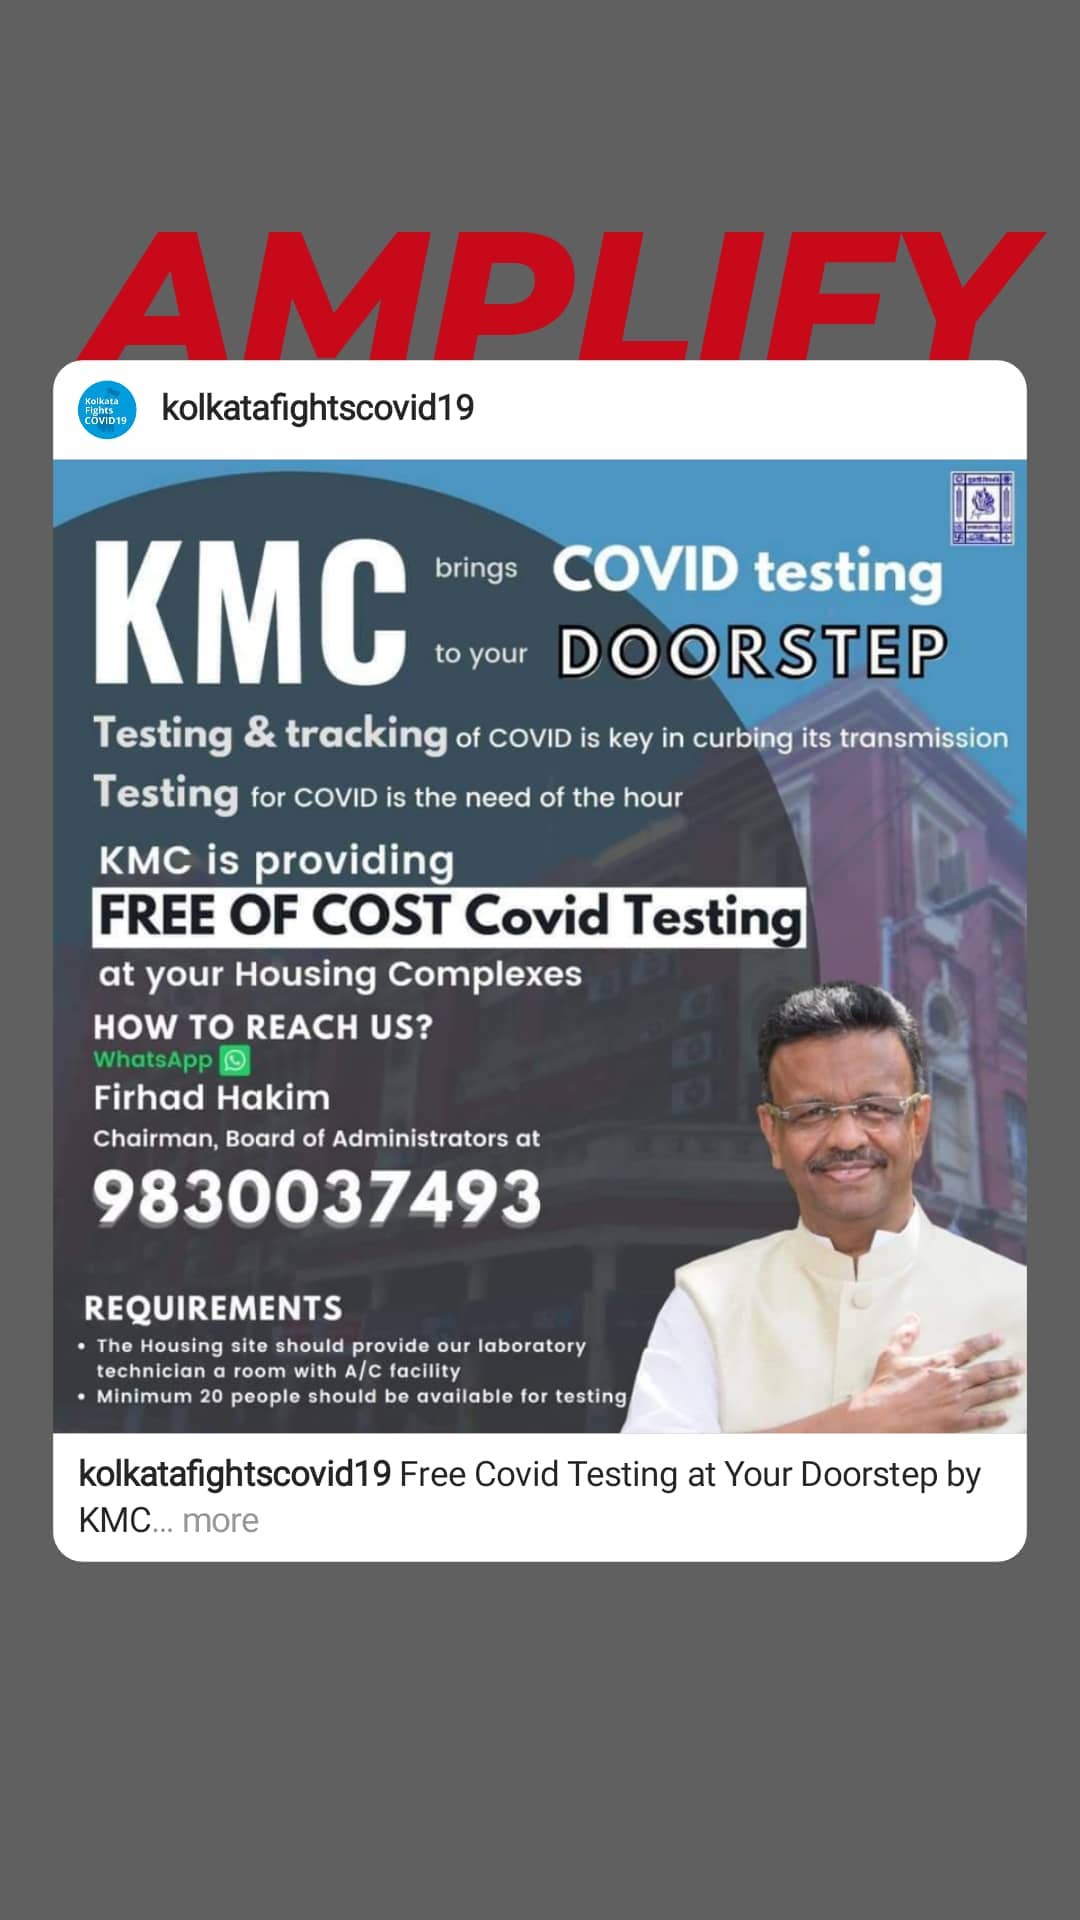 AMPLIFY
Kolkata
Fights
COVID19
kolkatafightscovid19
KMC brings COVID testing
to your DOORSTEP
Testing & tracking of COVID is key in curbing its transmission
Testing for COVID is the need of the hour
KMC is providing
FREE OF COST Covid Testing
at your Housing Complexes
HOW TO REACH US?
WhatsApp
Firhad Hakim
Chairman, Board of Administrators at
9830037493
REQUIREMENTS
• The Housing site should provide our laboratory
technician a room with A/C facility
• Minimum 20 people should be available for testing
kolkatafightscovid19 Free Covid Testing at Your Doorstep by
KMC... more